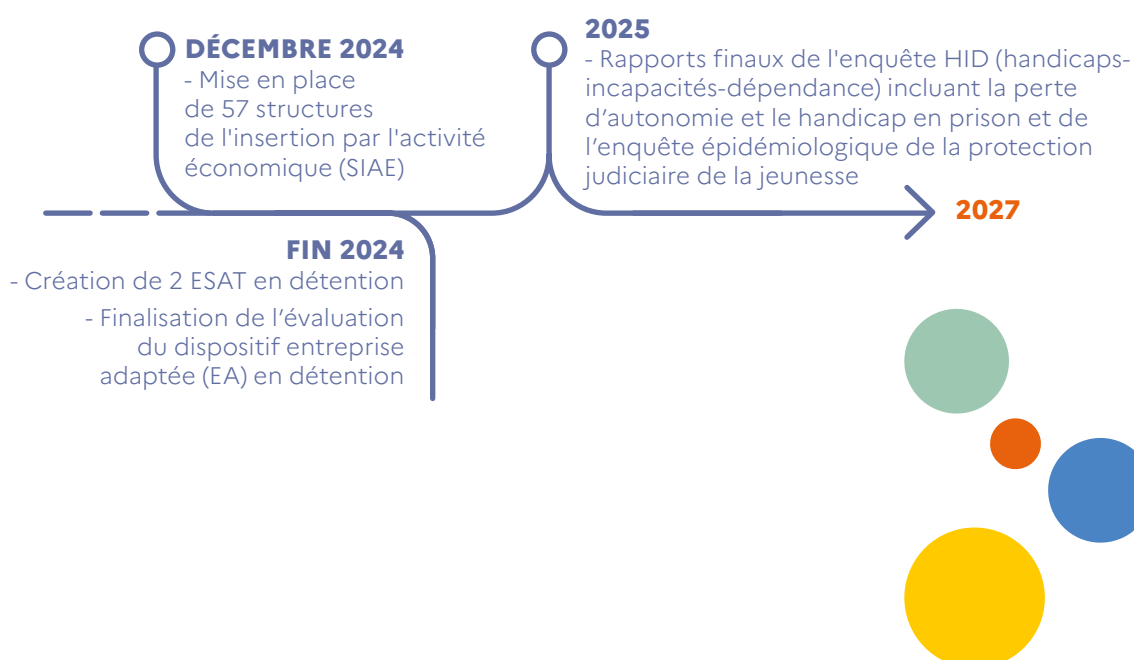 DÉCEMBRE 2024
- Mise en place
de 57 structures
de l'insertion par l'activité
économique (SIAE)
2025
- Rapports finaux de l'enquête HID (handicaps-
incapacités-dépendance) incluant la perte
d’autonomie et le handicap en prison et de
l’enquête épidémiologique de la protection
judiciaire de la jeunesse
2027
FIN 2024
- Création de 2 ESAT en détention
- Finalisation de l’évaluation
du dispositif entreprise
adaptée (EA) en détention